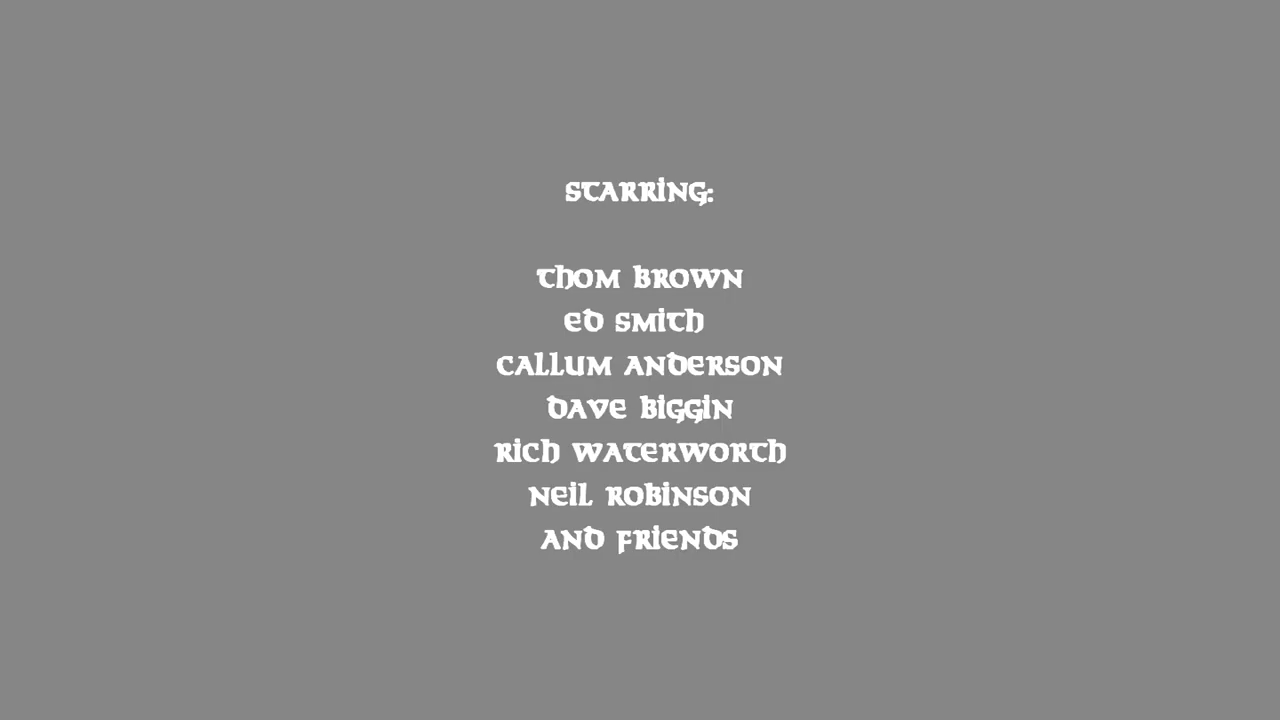 STARRING:
THOM BROWN
ED SMITH
CALLUM ANDERSON
DAVE BIGGIN
RICH WATERWORTH
NEIL ROBINSON
AND FRIENDS